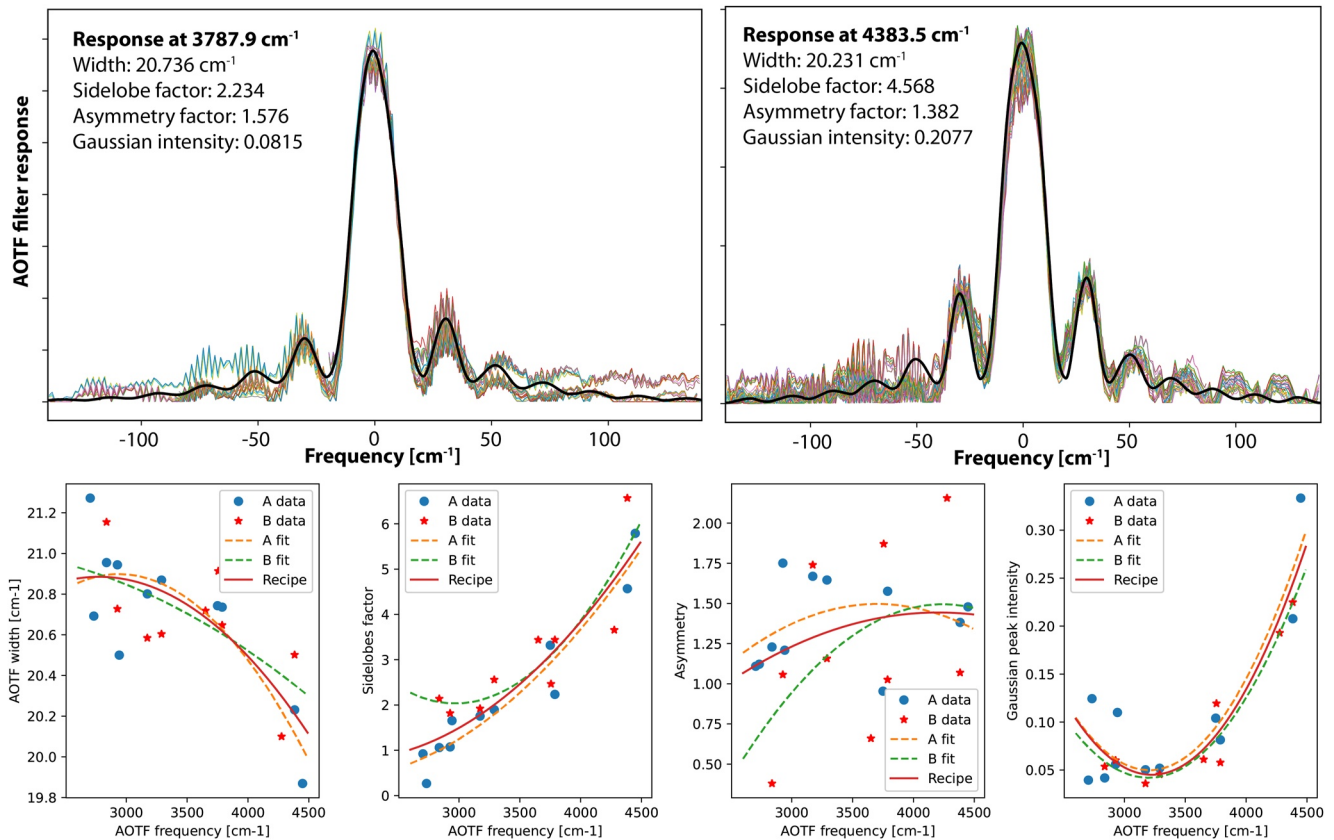 Response at 3787.9 cm-1
Width: 20.736 cm-1
Sidelobe factor: 2.234
Asymmetry factor: 1.576
Gaussian intensity: 0.0815
Response at 4383.5 cm-1
Width: 20.231 cm-1
Sidelobe factor: 4.568
Asymmetry factor: 1.382
Gaussian intensity: 0.2077
AOTF filter response
-100 -50 0 50 100
Frequency [cm-1]
-100 -50 0 50 100
Frequency [cm-1]
A data
B data
A fit
B fit
Recipe
21.2
21.0
20.8
20.6
20.4
20.2
20.0
19.8
AOTF width [cm-1]
3000 3500 4000 4500
AOTF frequency [cm-1]
A data
B data
A fit
B fit
Recipe
6
5
4
3
2
1
0
Sidelobes factor
3000 3500 4000 4500
AOTF frequency [cm-1]
2.00
1.75
1.50
1.25
1.00
0.75
0.50
Asymmetry
A data
B data
A fit
B fit
Recipe
3000 3500 4000 4500
AOTF frequency [cm-1]
A data
B data
A fit
B fit
Recipe
0.30
0.25
0.20
0.15
0.10
0.05
Gaussian peak intensity
3000 3500 4000 4500
AOTF frequency [cm-1]